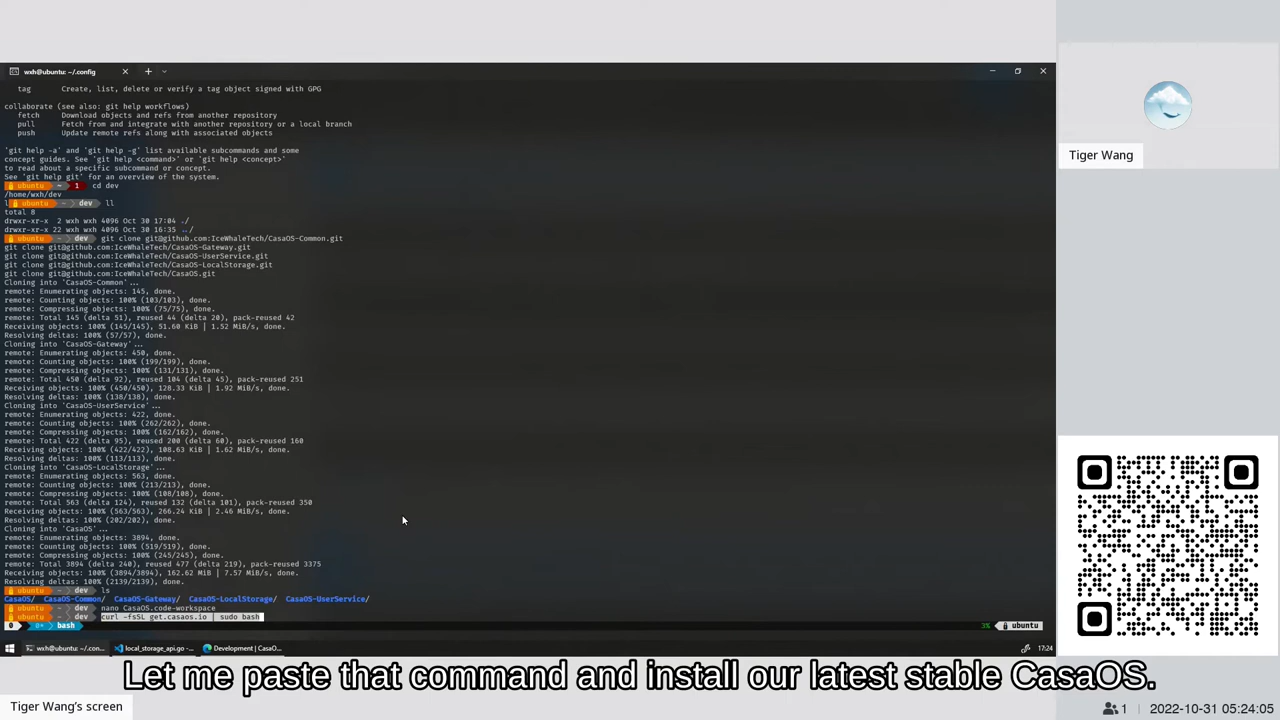 wxh@ubuntu: ~/.config
tag Create, list, delete or verify a tag object signed with GPG
collaborate (see also: git help workflows)
fetch Download objects and refs from another repository
pull Fetch from and integrate with another repository or a local branch
push Update remote refs along with associated objects
'git help -a' and 'git help -g' list available subcommands and some
concept guides. See 'git help <command>' or 'git help <concept>'
to read about a specific subcommand or concept.
See 'git help git' for an overview of the system.
ubuntu ~ 1 cd dev
/home/wxh/dev
l ubuntu ~ dev ll
total 8
drwxr-xr-x 2 wxh wxh 4096 Oct 30 17:04 ./
drwxr-xr-x 22 wxh wxh 4096 Oct 30 16:35 ../
ubuntu ~ dev git clone git@github.com:IceWhaleTech/CasaOS-Common.git
git clone git@github.com:IceWhaleTech/CasaOS-Gateway.git
git clone git@github.com:IceWhaleTech/CasaOS-UserService.git
git clone git@github.com:IceWhaleTech/CasaOS-LocalStorage.git
git clone git@github.com:IceWhaleTech/CasaOS.git
Cloning into 'CasaOS-Common'...
remote: Enumerating objects: 145, done.
remote: Counting objects: 100% (103/103), done.
remote: Compressing objects: 100% (75/75), done.
remote: Total 145 (delta 51), reused 44 (delta 20), pack-reused 42
Receiving objects: 100% (145/145), 51.60 KiB | 1.52 MiB/s, done.
Resolving deltas: 100% (57/57), done.
Cloning into 'CasaOS-Gateway'...
remote: Enumerating objects: 450, done.
remote: Counting objects: 100% (199/199), done.
remote: Compressing objects: 100% (131/131), done.
remote: Total 450 (delta 92), reused 104 (delta 45), pack-reused 251
Receiving objects: 100% (450/450), 128.33 KiB | 1.92 MiB/s, done.
Resolving deltas: 100% (138/138), done.
Cloning into 'CasaOS-UserService'...
remote: Enumerating objects: 422, done.
remote: Counting objects: 100% (262/262), done.
remote: Compressing objects: 100% (162/162), done.
remote: Total 422 (delta 95), reused 200 (delta 60), pack-reused 160
Receiving objects: 100% (422/422), 108.63 KiB | 1.62 MiB/s, done.
Resolving deltas: 100% (113/113), done.
Cloning into 'CasaOS-LocalStorage'...
remote: Enumerating objects: 563, done.
remote: Counting objects: 100% (213/213), done.
remote: Compressing objects: 100% (108/108), done.
remote: Total 563 (delta 124), reused 132 (delta 101), pack-reused 350
Receiving objects: 100% (563/563), 266.24 KiB | 2.46 MiB/s, done.
Resolving deltas: 100% (202/202), done.
Cloning into 'CasaOS'...
remote: Enumerating objects: 3894, done.
remote: Counting objects: 100% (519/519), done.
remote: Compressing objects: 100% (245/245), done.
remote: Total 3894 (delta 240), reused 477 (delta 219), pack-reused 3375
Receiving objects: 100% (3894/3894), 162.62 MiB | 7.57 MiB/s, done.
Resolving deltas: 100% (2139/2139), done.
ubuntu ~ dev ls
CasaOS/ CasaOS-Common/ CasaOS-Gateway/ CasaOS-LocalStorage/ CasaOS-UserService/
ubuntu ~ dev nano CasaOS.code-workspace
ubuntu ~ dev curl -fsSL get.casaos.io | sudo bash
0 bash 3% ubuntu
wxh@ubuntu: ~/.con... local_storage_api.go -... Development | CasaO... 17:24
Let me paste that command and install our latest stable CasaOS.
Tiger Wang
Tiger Wang's screen
1 2022-10-31 05:24:05